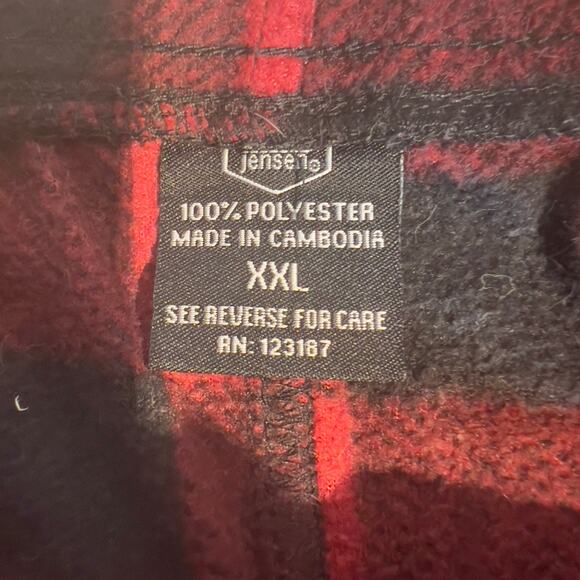 jensen®
100% POLYESTER
MADE IN CAMBODIA
XXL
SEE REVERSE FOR CARE
RN: 123187